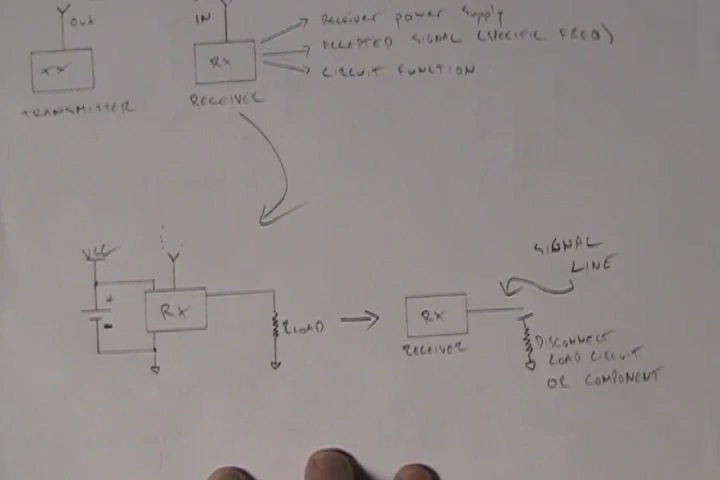 Out
IN
RECEIVER POWER SUPPLY
ACCEPTED SIGNAL (SPECIFIC FREQ)
CIRCUIT FUNCTION
TX
RX
TRANSMITTER
RECEIVER
VCC
+
-
RX
RLOAD
RX
RECEIVER
SIGNAL
LINE
DISCONNECT
LOAD CIRCUIT
OR COMPONENT